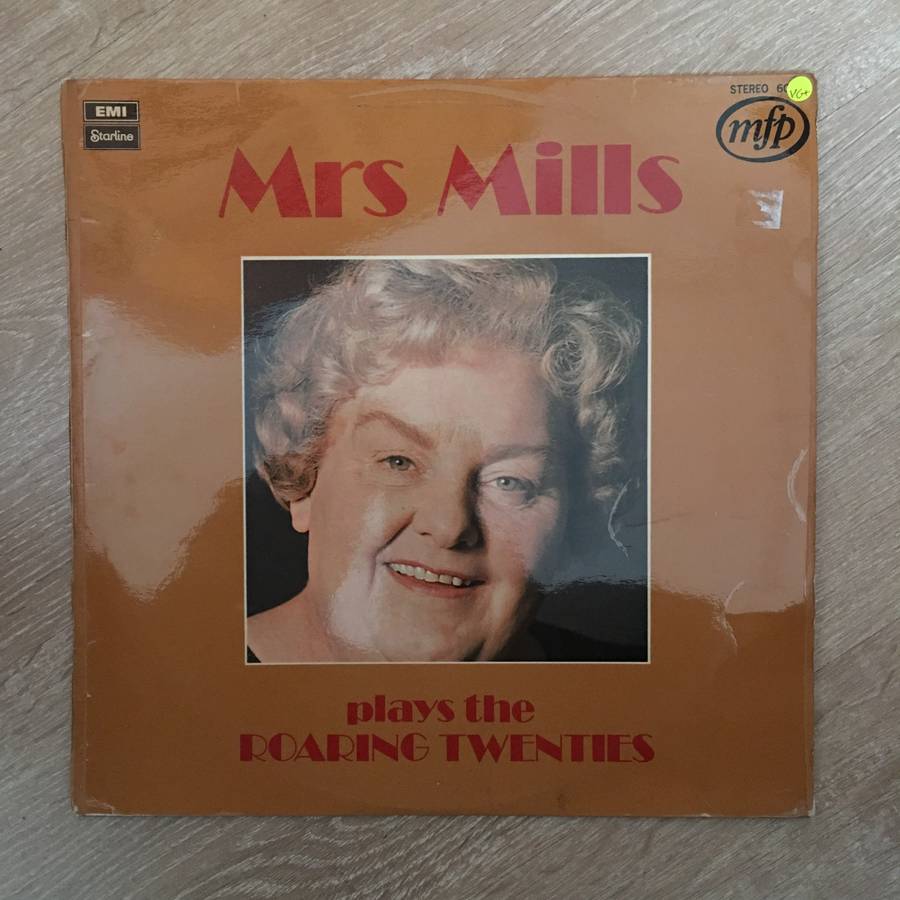 EMI
Starline
STEREO
VG+
mfp
Mrs Mills
plays the
ROARING TWENTIES